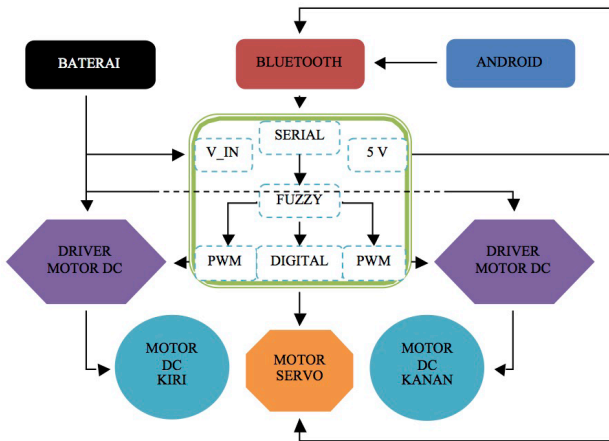 BATERAI
BLUETOOTH
ANDROID
SERIAL
V_IN
5 V
FUZZY
PWM
DIGITAL
PWM
DRIVER
MOTOR DC
DRIVER
MOTOR DC
MOTOR
DC
KIRI
MOTOR
SERVO
MOTOR
DC
KANAN